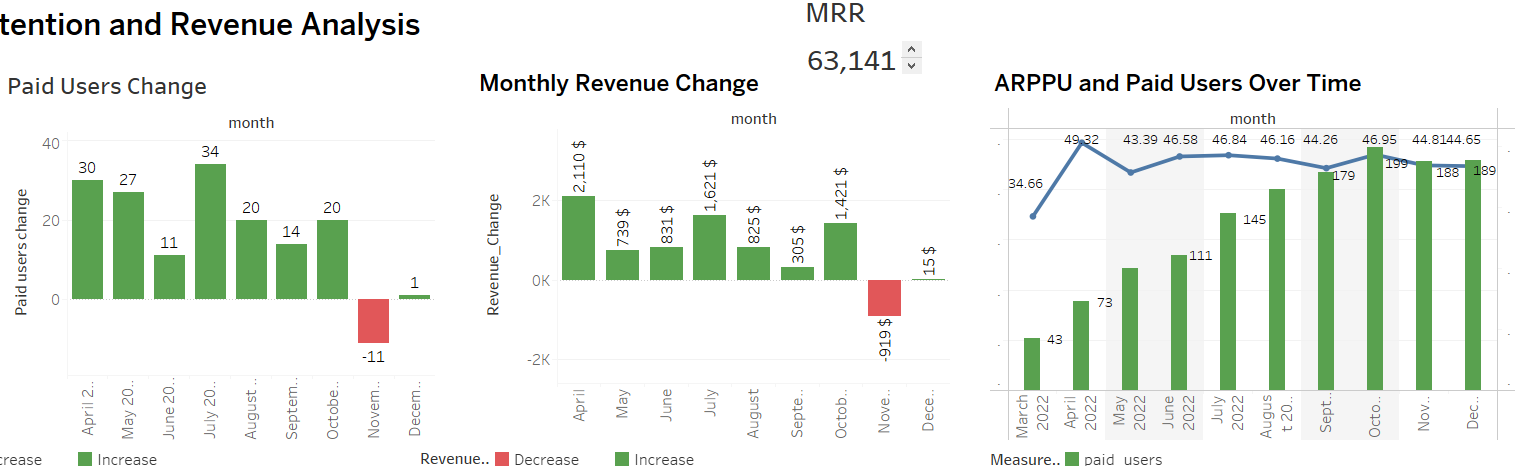 tention and Revenue Analysis
MRR
63,141
Paid Users Change
month
Paid users change
40
20
0
30
27
11
34
20
14
20
-11
1
April 2..
May 20..
June 20..
July 20..
August ..
Septem..
Octobe..
Novem..
Decem..
crease
Increase
Monthly Revenue Change
month
Revenue_Change
2K
0K
-2K
2,110 $
739 $
831 $
1,621 $
825 $
305 $
1,421 $
-919 $
15 $
April
May
June
July
August
Septe..
Octob..
Nove..
Dece..
Revenue..
Decrease
Increase
ARPPU and Paid Users Over Time
month
34.66
49.32
43.39
46.58
46.84
46.16
44.26
46.95
44.81
44.65
43
73
111
145
179
199
188
189
March 2022
April 2022
May 2022
June 2022
July 2022
Augus t 20..
Sept..
Octo..
Nov..
Dec..
Measure..
paid_users